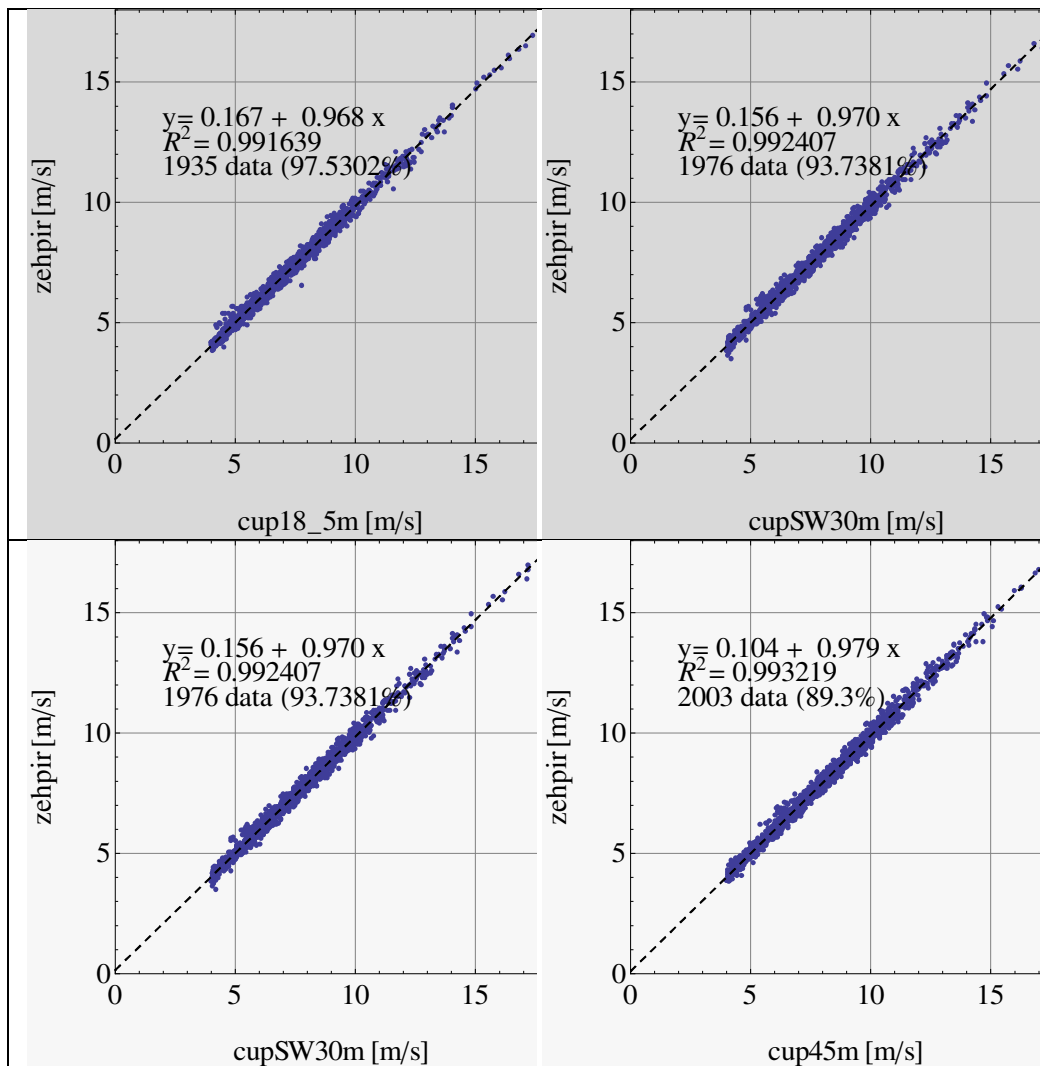 15
10
5
0
zehpir [m/s]
y= 0.167 + 0.968 x
R² = 0.991639
1935 data (97.5302%)
0 5 10 15
cup18_5m [m/s]
15
10
5
0
zehpir [m/s]
y= 0.156 + 0.970 x
R² = 0.992407
1976 data (93.7381%)
0 5 10 15
cupSW30m [m/s]
15
10
5
0
zehpir [m/s]
y= 0.156 + 0.970 x
R² = 0.992407
1976 data (93.7381%)
0 5 10 15
cupSW30m [m/s]
15
10
5
0
zehpir [m/s]
y= 0.104 + 0.979 x
R² = 0.993219
2003 data (89.3%)
0 5 10 15
cup45m [m/s]